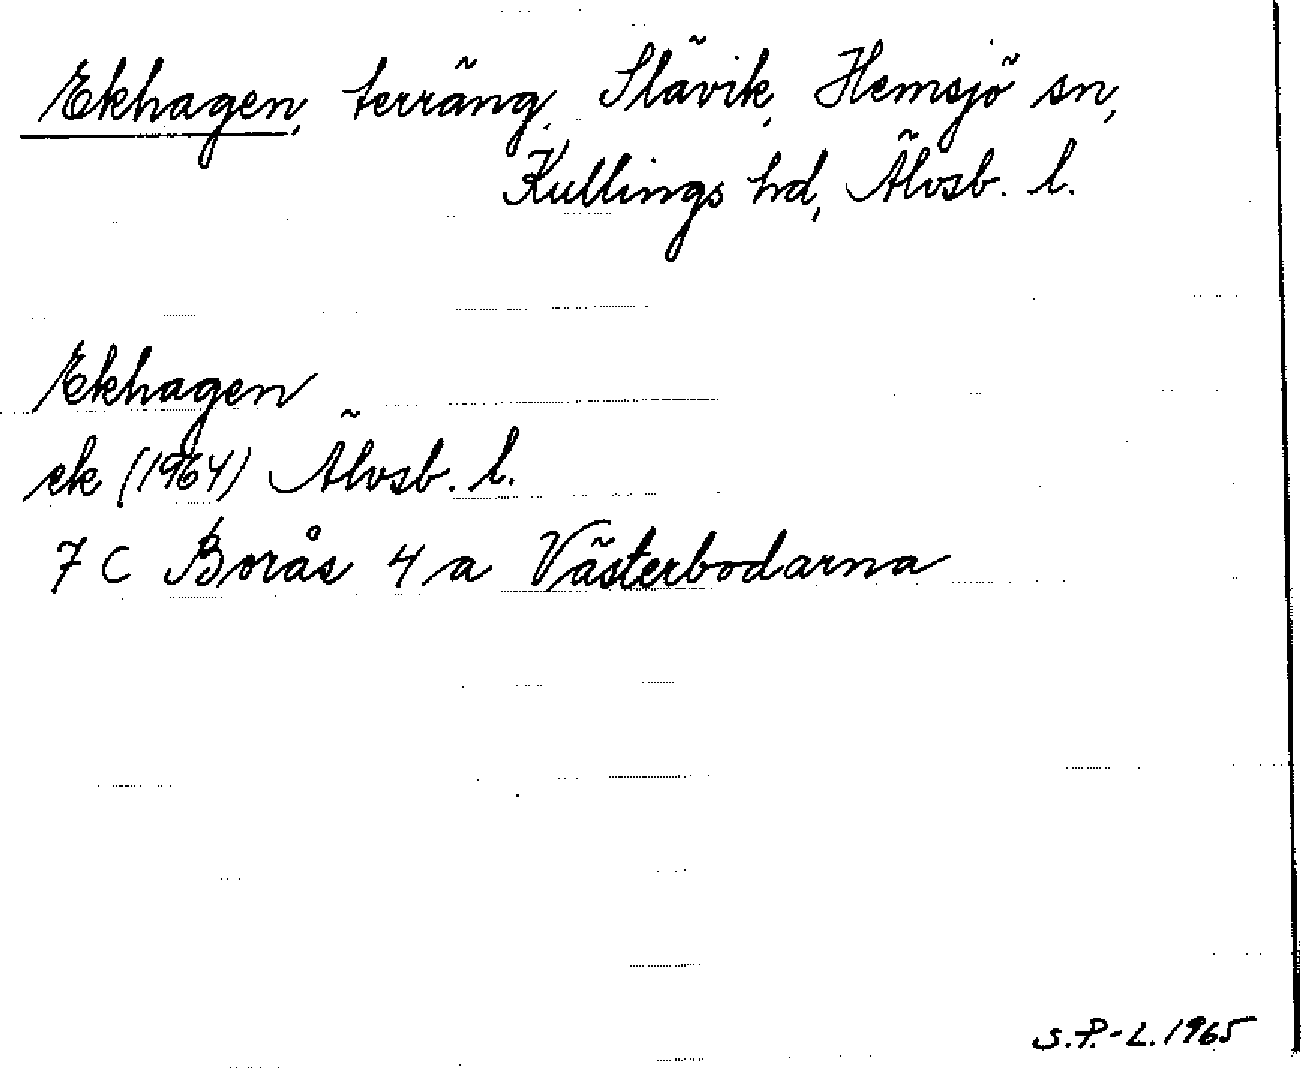 Ekhagen, terräng, Slävik, Hemsjö sn,
Kullings hd, Älvsb. l.
Ekhagen
ek (1964) Älvsb. l.
7 C Borås 4 a Västerbodarna
S.P.-L. 1965